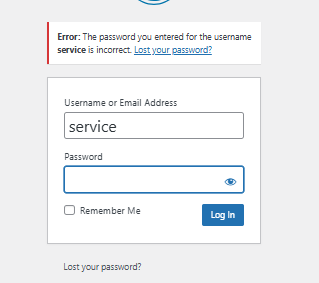 Error: The password you entered for the username
service is incorrect. Lost your password?
Username or Email Address
service
Password
Remember Me
Log In
Lost your password?